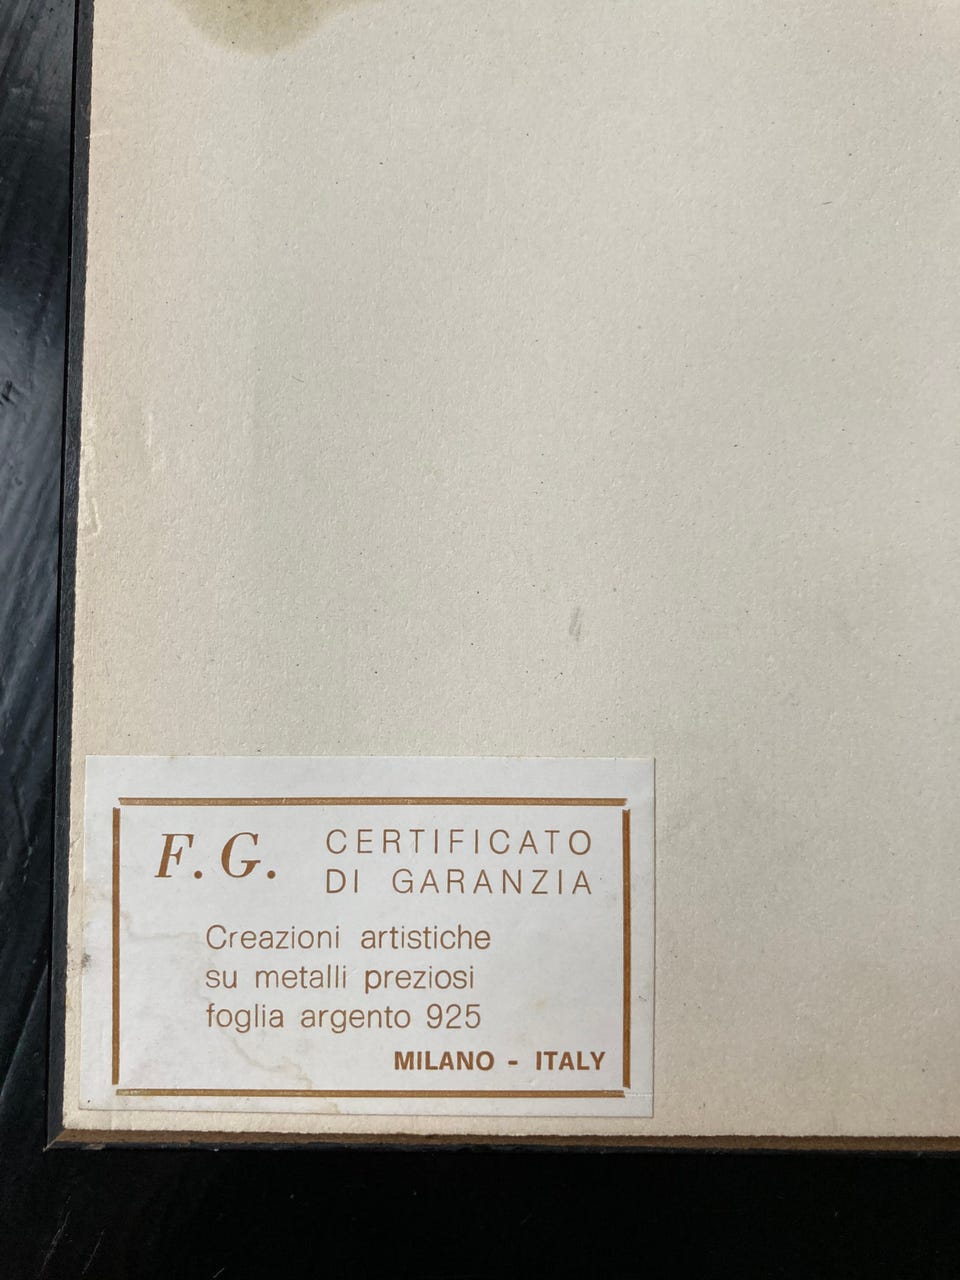 F.G. CERTIFICATO
DI GARANZIA
Creazioni artistiche
su metalli preziosi
foglia argento 925
MILANO - ITALY